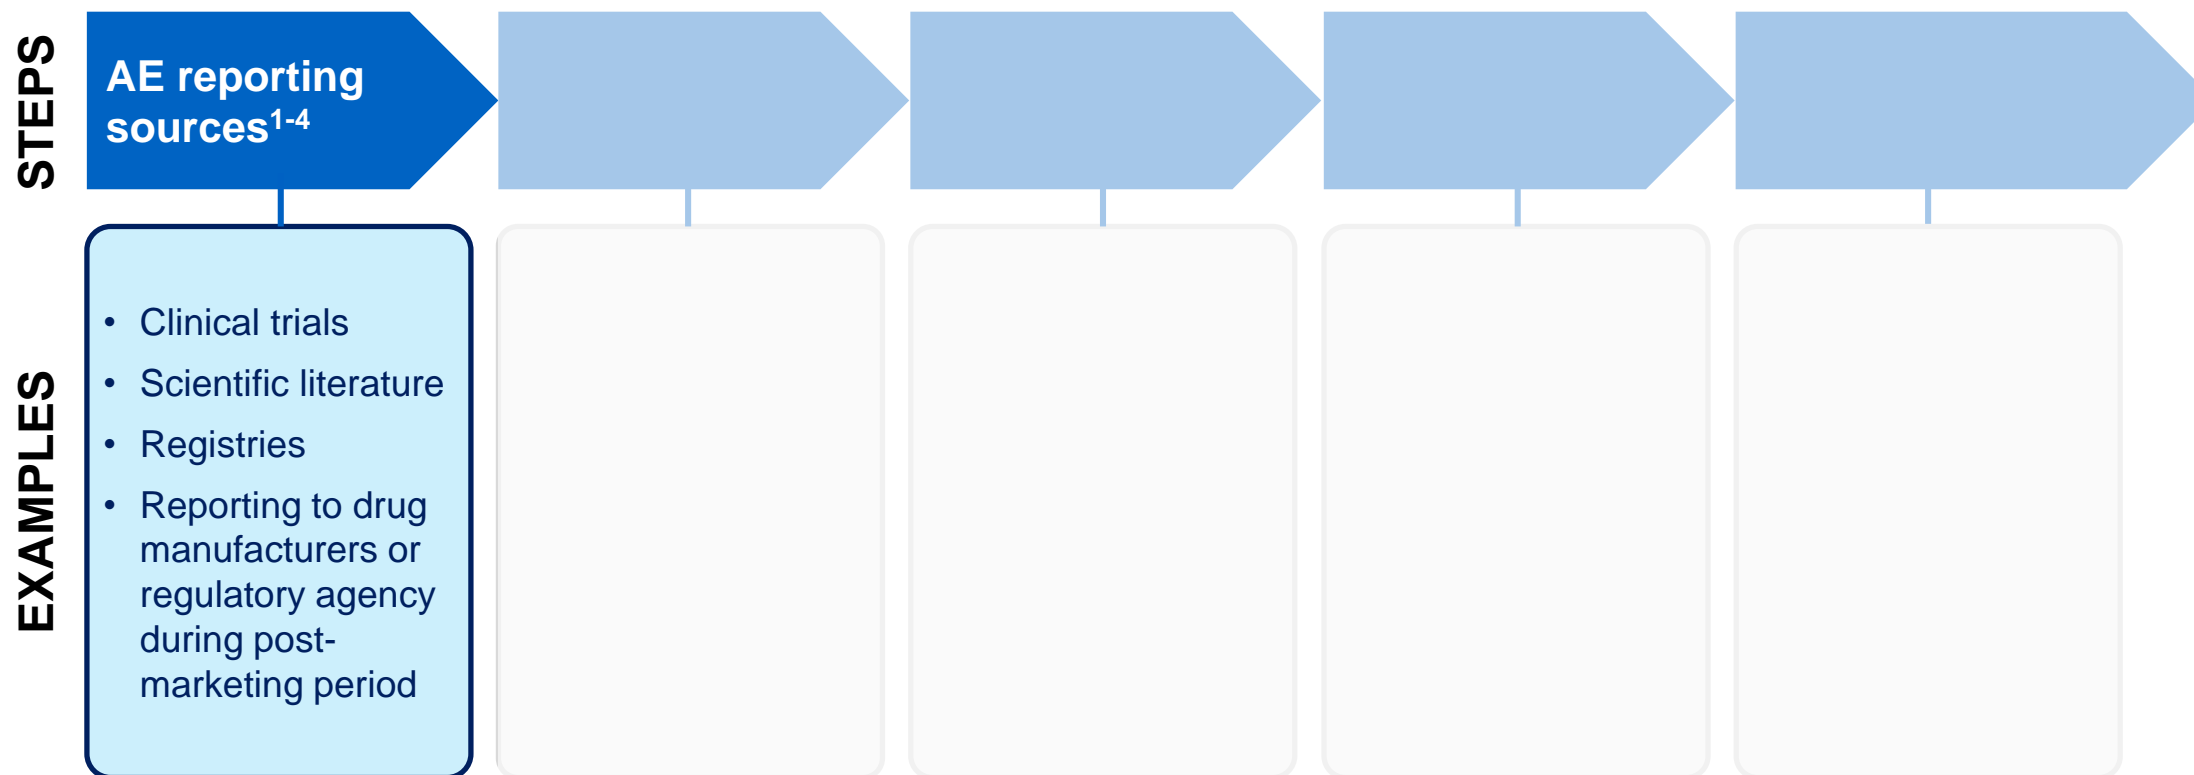 STEPS
AE reporting
sources1-4
EXAMPLES
• Clinical trials
• Scientific literature
• Registries
• Reporting to drug
manufacturers or
regulatory agency
during post-
marketing period